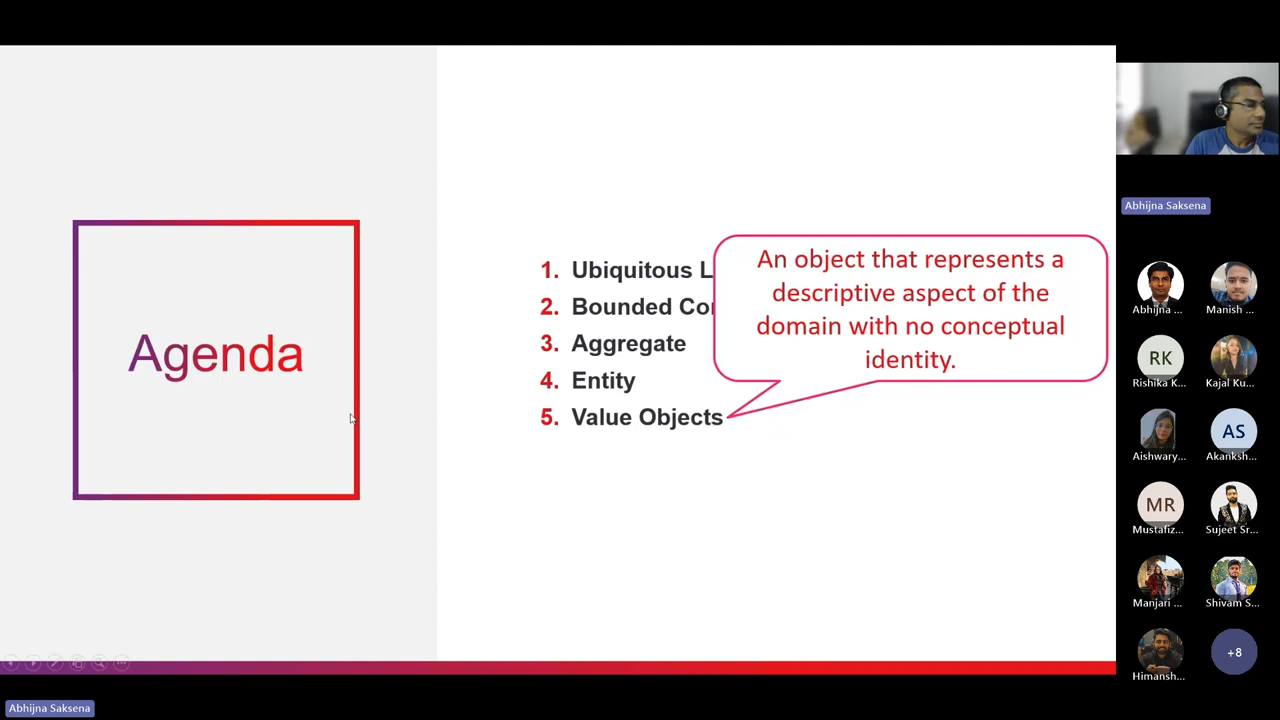 Agenda
1. Ubiquitous L
2. Bounded Co
3. Aggregate
4. Entity
5. Value Objects
An object that represents a
descriptive aspect of the
domain with no conceptual
identity.
Abhijna Saksena
Abhijna ...
Manish ...
RK
Rishika K...
Kajal Ku...
Aishwary...
AS
Akanksh...
MR
Mustafiz...
Sujeet Sr...
Manjari ...
Shivam S...
Himansh...
+8
Abhijna Saksena